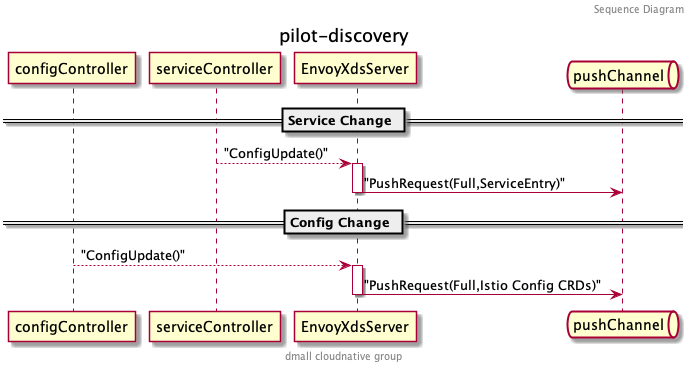 Sequence Diagram
pilot-discovery
configController
serviceController
EnvoyXdsServer
pushChannel
Service Change
"ConfigUpdate()"
"PushRequest(Full,ServiceEntry)"
Config Change
"ConfigUpdate()"
"PushRequest(Full,Istio Config CRDs)"
configController
serviceController
EnvoyXdsServer
pushChannel
dmall cloudnative group